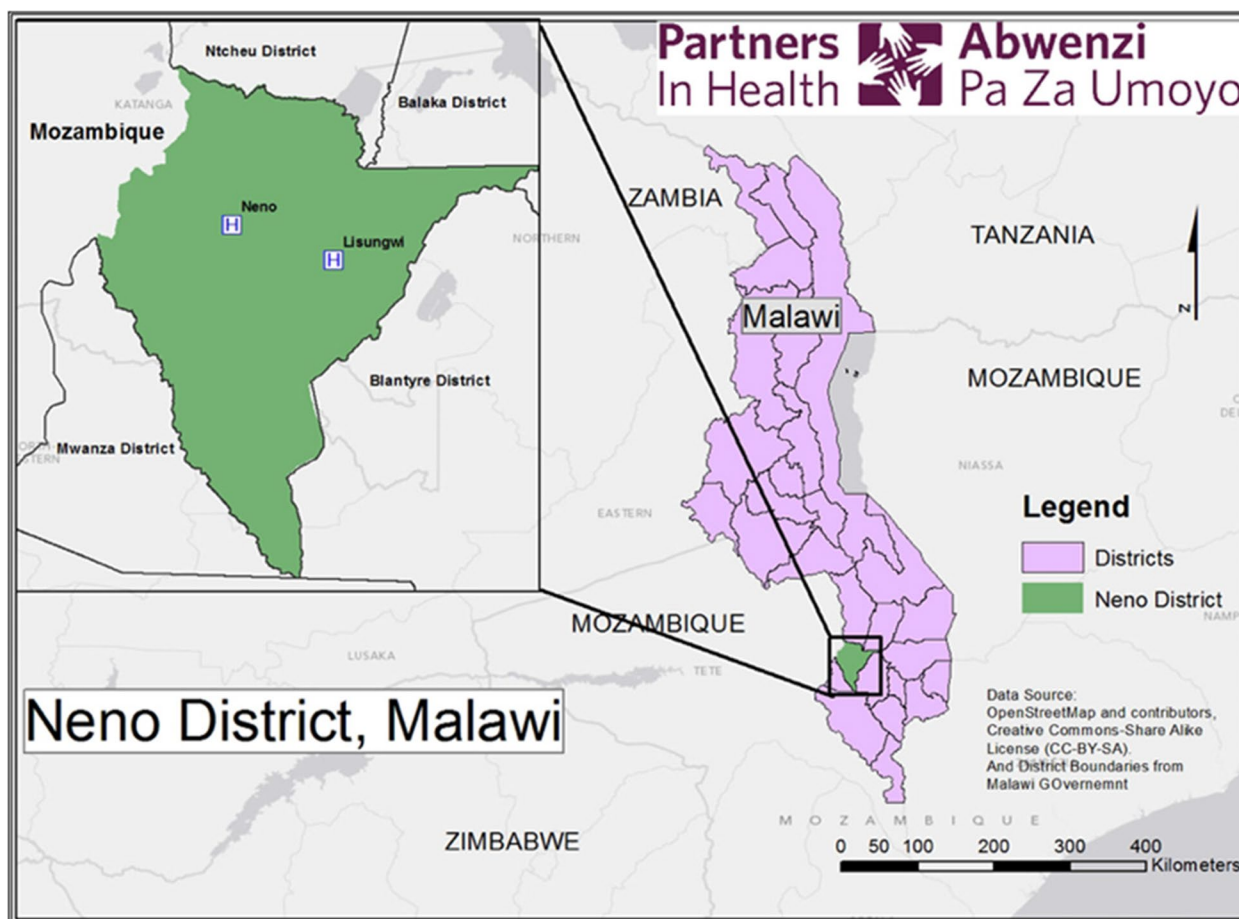 Partners
In Health
Abwenzi
Pa Za Umoyo
Ntcheu District
Balaka District
KATANGA
Mozambique
Neno
Lisungwi
NORTHERN
Blantyre District
Mwanza District
ZAMBIA
TANZANIA
Malawi
MOZAMBIQUE
N
NIASSA
EASTERN
Legend
Districts
Neno District
MOZAMBIQUE
LUSAKA
TETE
Neno District, Malawi
Data Source:
OpenStreetMap and contributors,
Creative Commons-Share Alike
License (CC-BY-SA).
And District Boundaries from
Malawi GOvernemnt
MOZAMBIQUE
ZIMBABWE
0 50 100 200 300 400
Kilometers
H
H